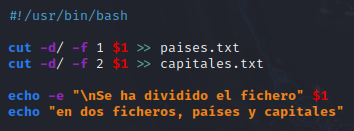 #!/usr/bin/bash
cut -d/ -f 1 $1 >> paises.txt
cut -d/ -f 2 $1 >> capitales.txt
echo -e "\nSe ha dividido el fichero" $1
echo "en dos ficheros, países y capitales"